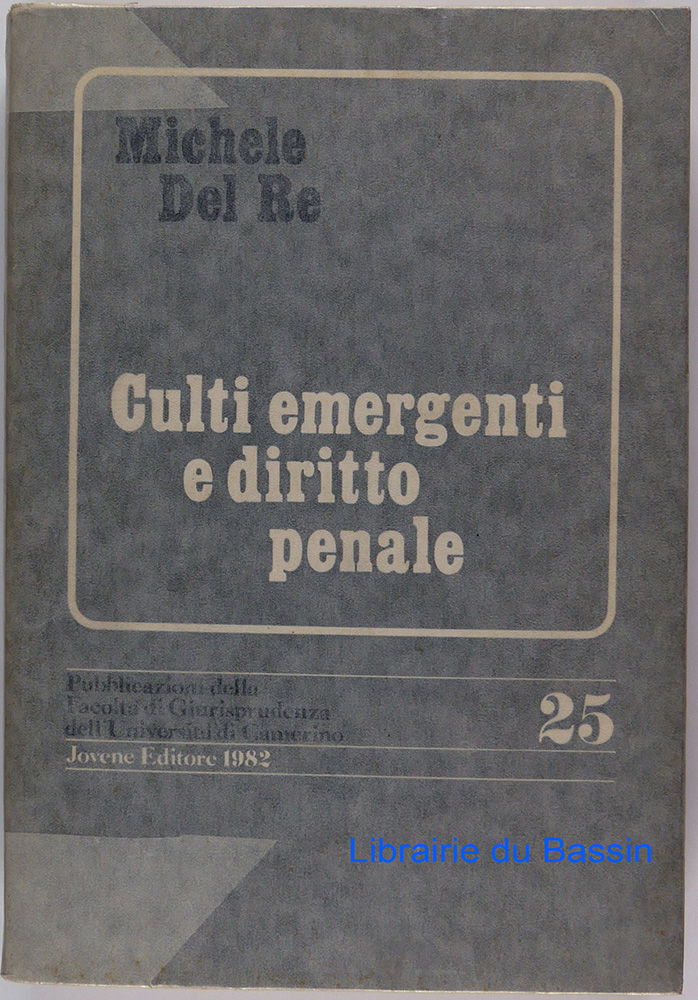 Michele
Del Re
Culti emergenti
e diritto
penale
Pubblicazioni della
Facoltà di Giurisprudenza
dell'Università di Camerino
25
Jovene Editore 1982
Librairie du Bassin